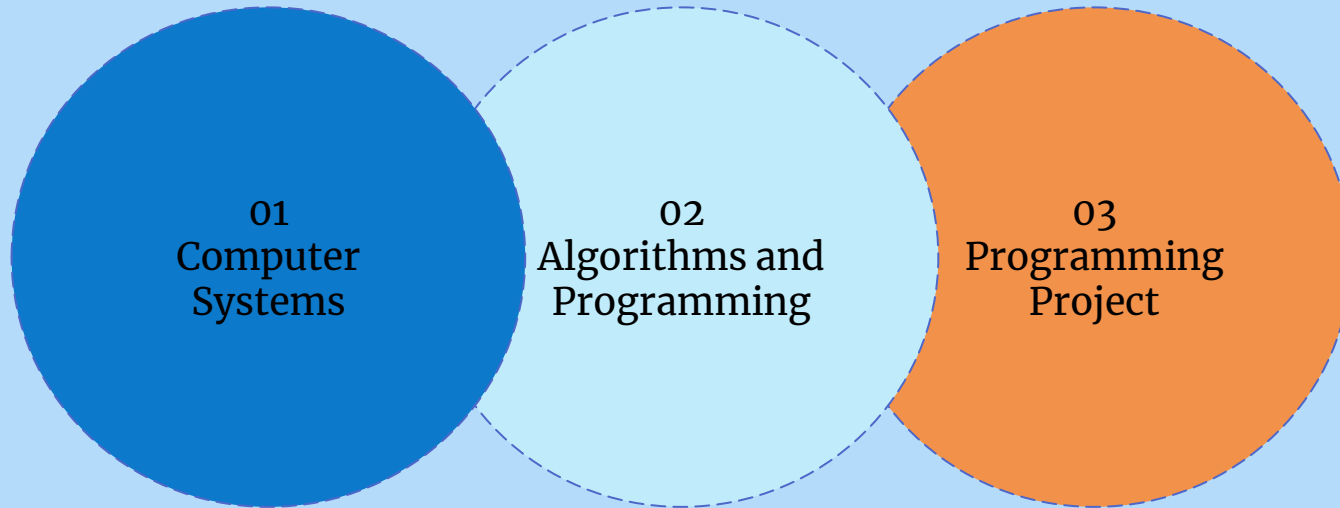 01
Computer
Systems
02
Algorithms and
Programming
03
Programming
Project